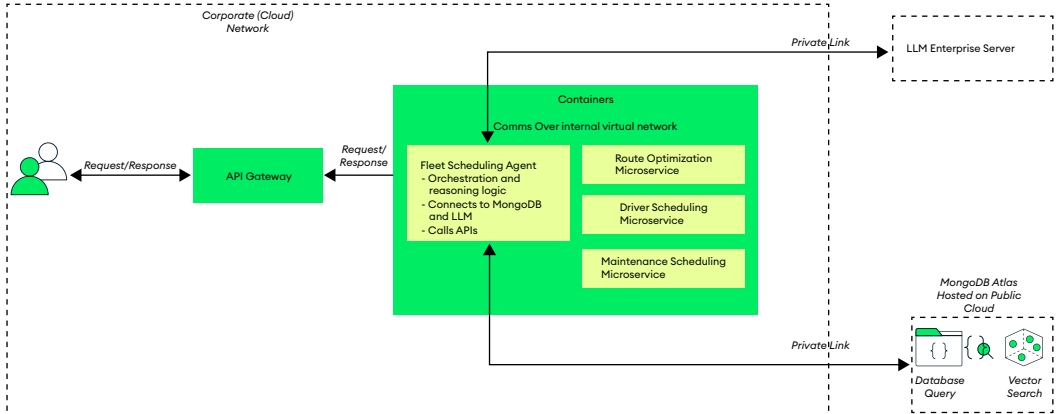 Corporate (Cloud)
Network
Private Link
LLM Enterprise Server
Containers
Comms Over internal virtual network
Request/Response
API Gateway
Request/
Response
Fleet Scheduling Agent
- Orchestration and
reasoning logic
- Connects to MongoDB
and LLM
- Calls APIs
Route Optimization
Microservice
Driver Scheduling
Microservice
Maintenance Scheduling
Microservice
Private Link
MongoDB Atlas
Hosted on Public
Cloud
{ }
{ }
Database
Query
Vector
Search